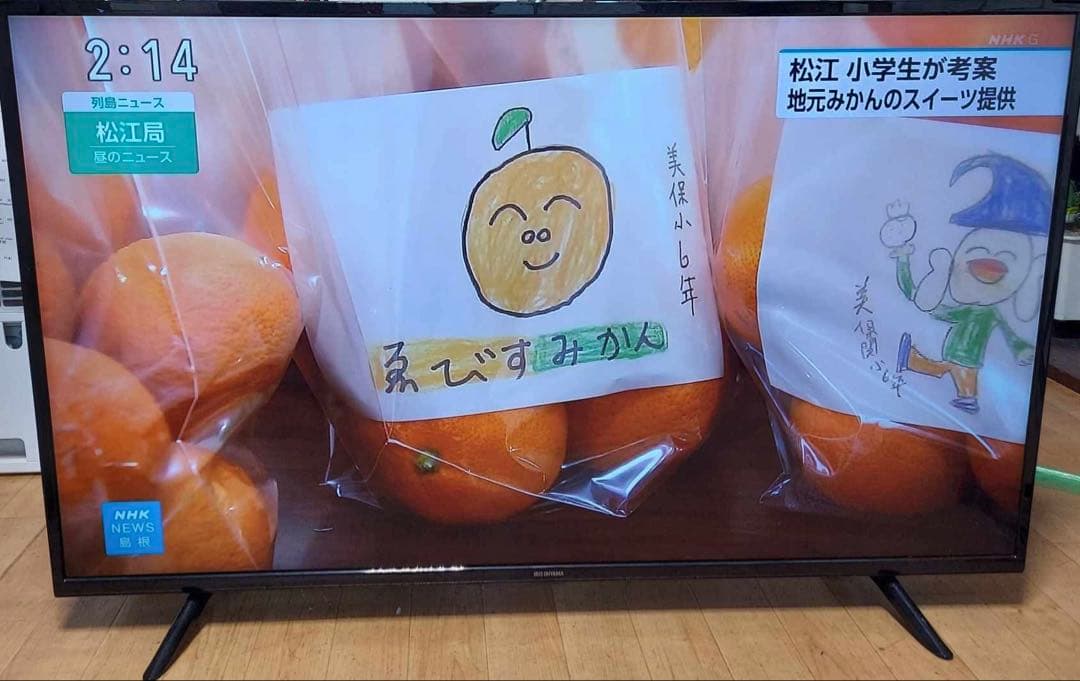 2:14
NHK G
列島ニュース
松江局
昼のニュース
松江 小学生が考案
地元みかんのスイーツ提供
美保小6年
ゑびすみかん
美保関小6年
NHK
NEWS
島根
IRIS OHYAMA